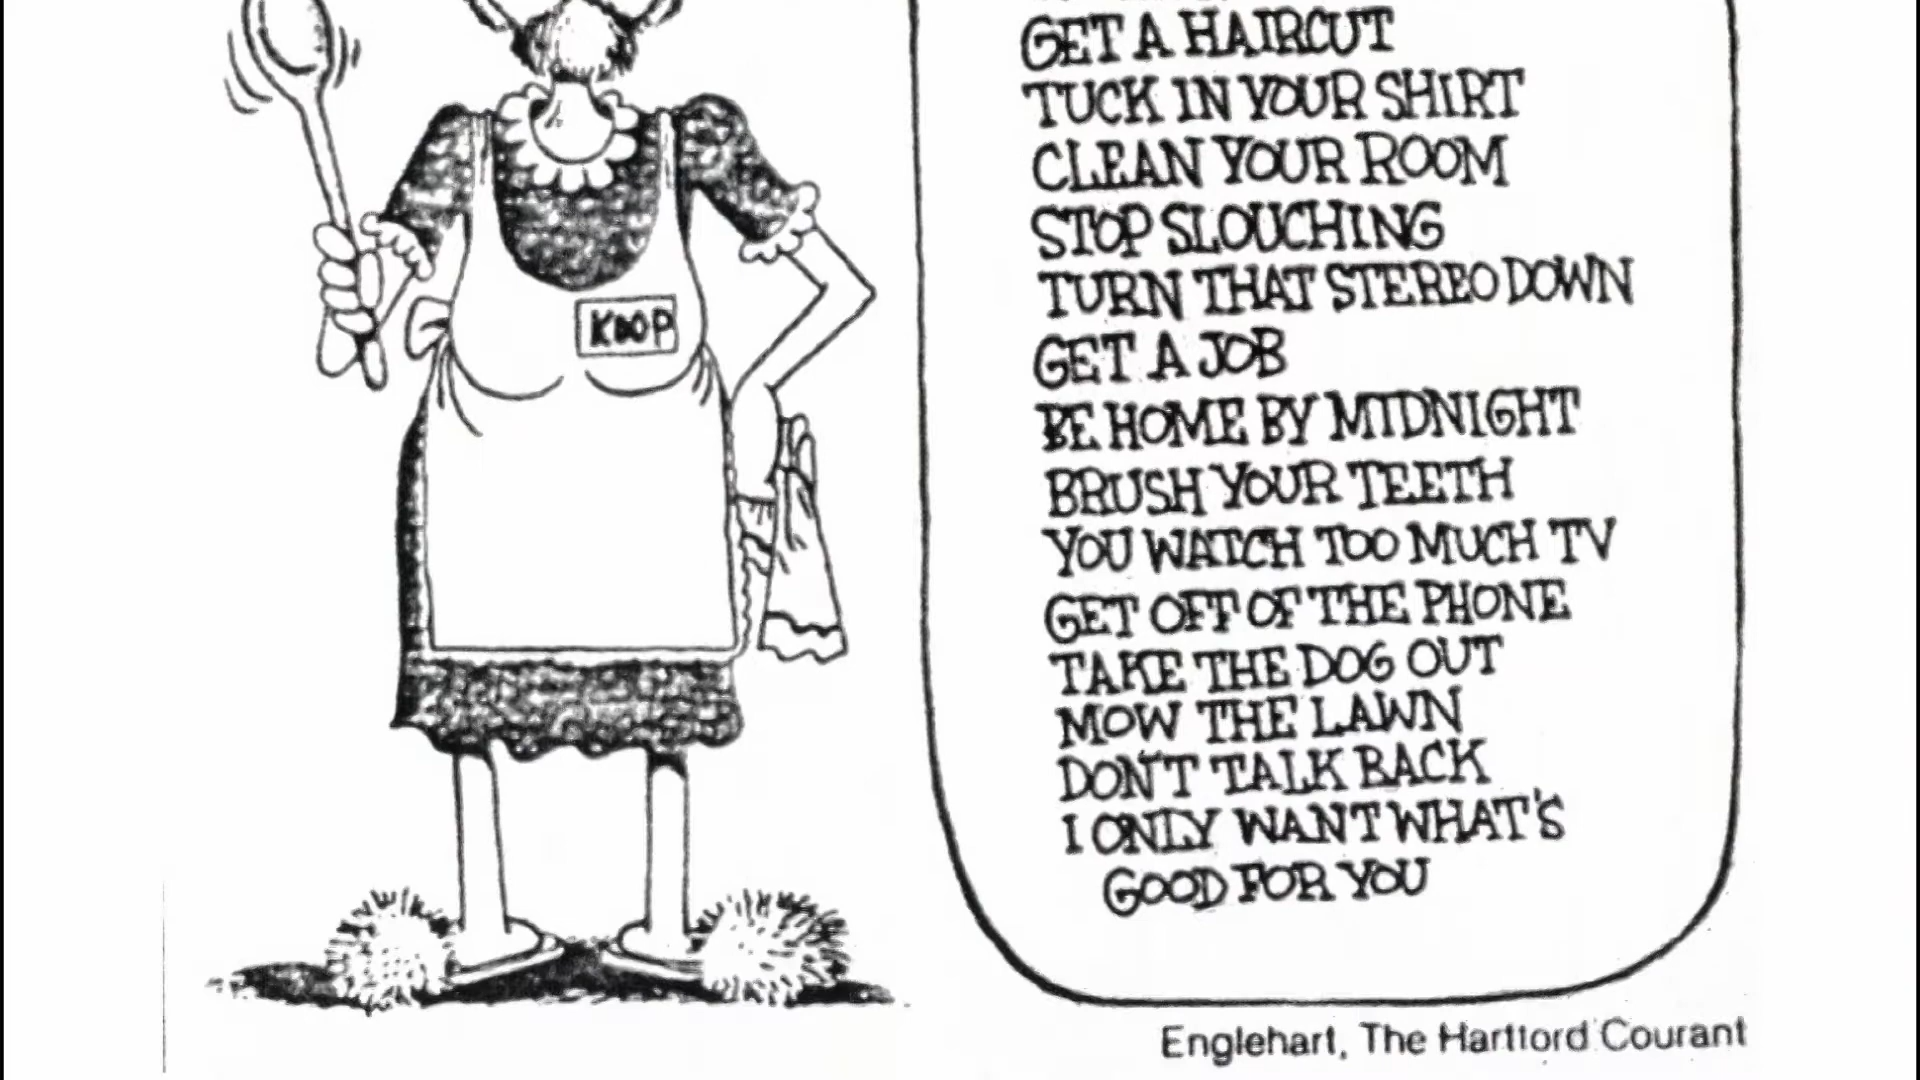 GET A HAIRCUT
TUCK IN YOUR SHIRT
CLEAN YOUR ROOM
STOP SLOUCHING
TURN THAT STEREO DOWN
GET A JOB
BE HOME BY MIDNIGHT
BRUSH YOUR TEETH
YOU WATCH TOO MUCH TV
GET OFF OF THE PHONE
TAKE THE DOG OUT
MOW THE LAWN
DON'T TALK BACK
I ONLY WANT WHAT'S
GOOD FOR YOU
KOOP
Englehart, The Hartford Courant